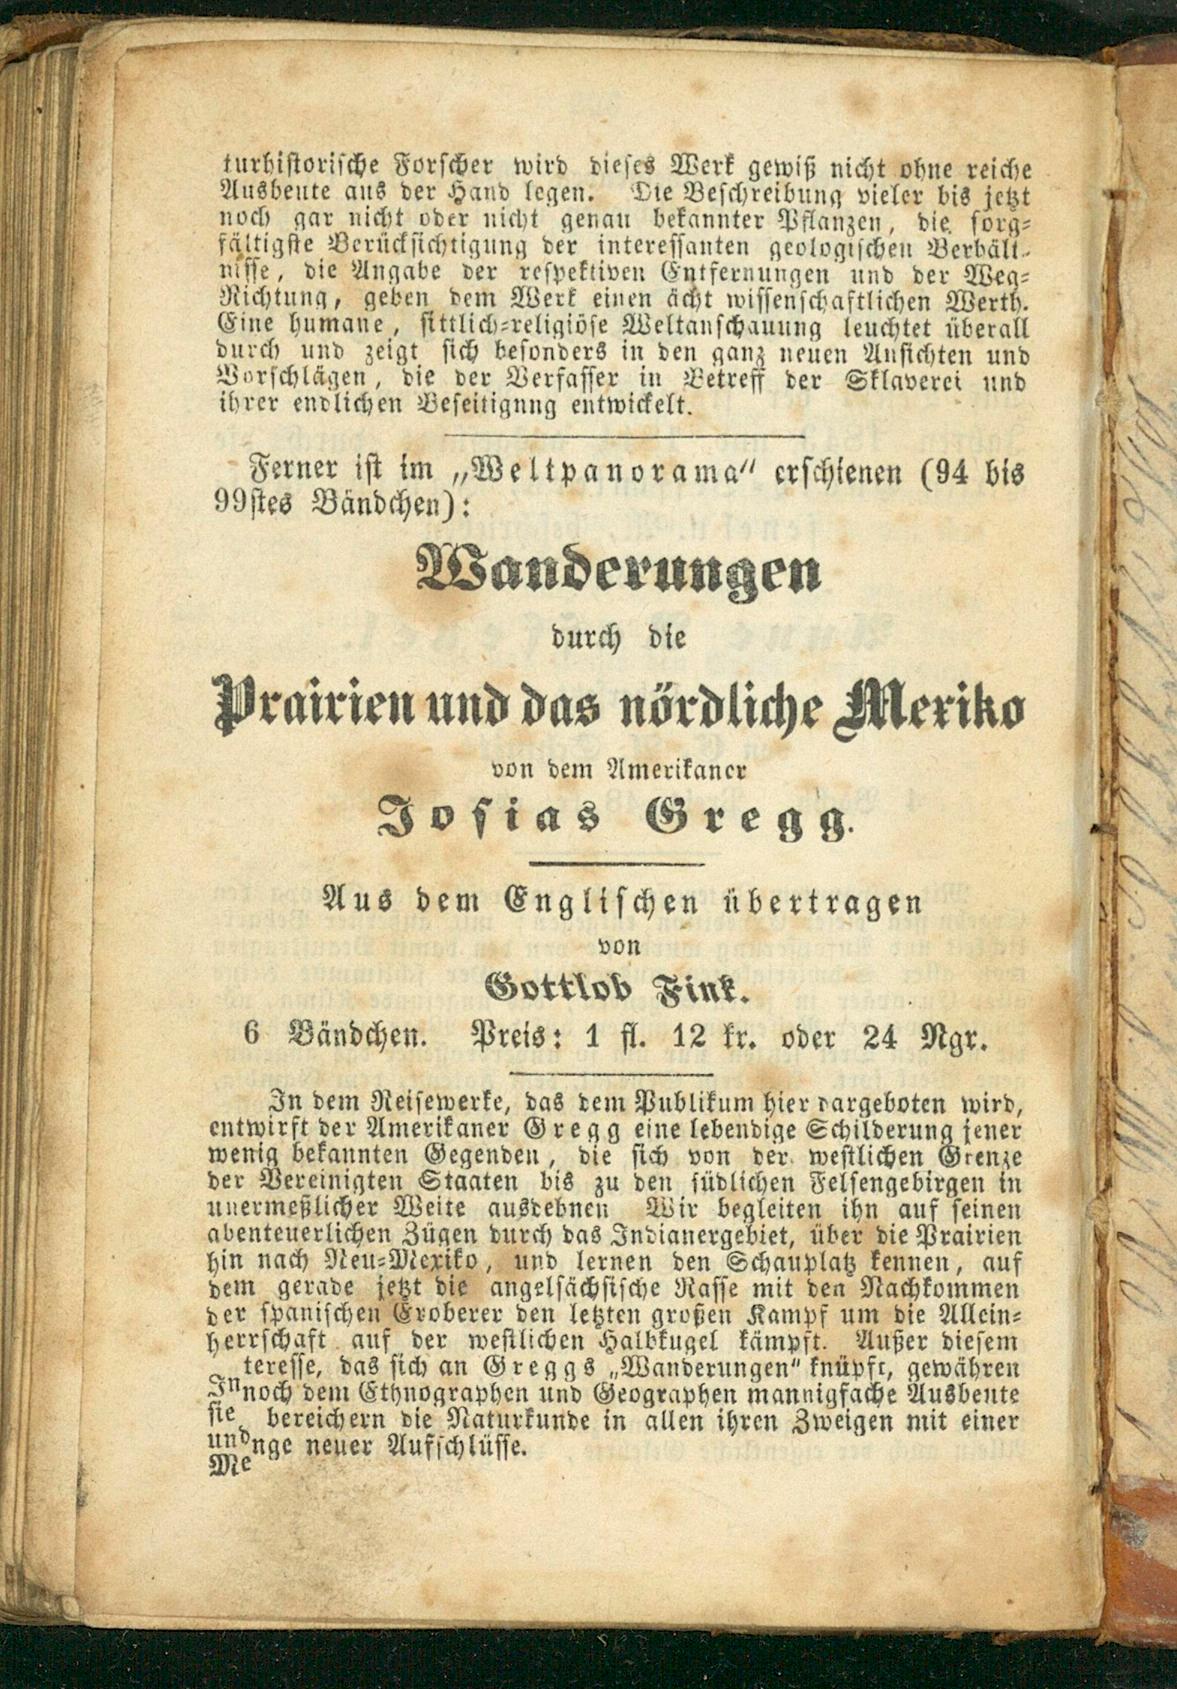 turhistorische Forscher wird dieses Werk gewiß nicht ohne reiche
Ausbeute aus der Hand legen. Die Beschreibung vieler bis jetzt
noch gar nicht oder nicht genau bekannter Pflanzen, die sorg-
fältigste Berücksichtigung der interessanten geologischen Verhält-
nisse, die Angabe der respektiven Entfernungen und der Weg-
Richtung, geben dem Werk einen ächt wissenschaftlichen Werth.
Eine humane, sittlich-religiöse Weltanschauung leuchtet überall
durch und zeigt sich besonders in den ganz neuen Ansichten und
Vorschlägen, die der Verfasser in Betreff der Sklaverei und
ihrer endlichen Beseitigung entwickelt.
Ferner ist im „Weltpanorama“ erschienen (94 bis
99stes Bändchen):
Wanderungen
durch die
Prairien und das nördliche Mexiko
von dem Amerikaner
Josias Gregg.
Aus dem Englischen übertragen
von
Gottlob Fink.
6 Bändchen. Preis: 1 fl. 12 kr. oder 24 Ngr.
In dem Reisewerke, das dem Publikum hier dargeboten wird,
entwirft der Amerikaner Gregg eine lebendige Schilderung jener
wenig bekannten Gegenden, die sich von der westlichen Grenze
der Vereinigten Staaten bis zu den südlichen Felsengebirgen in
unermeßlicher Weite ausdehnen Wir begleiten ihn auf seinen
abenteuerlichen Zügen durch das Indianergebiet, über die Prairien
hin nach Neu-Mexiko, und lernen den Schauplatz kennen, auf
dem gerade jetzt die angelsächsische Rasse mit den Nachkommen
der spanischen Eroberer den letzten großen Kampf um die Allein-
herrschaft auf der westlichen Halbkugel kämpft. Außer diesem
Interesse, das sich an Greggs „Wanderungen“ knüpft, gewähren
sie noch dem Ethnographen und Geographen mannigfache Ausbeute
und bereichern die Naturkunde in allen ihren Zweigen mit einer
Menge neuer Aufschlüsse.